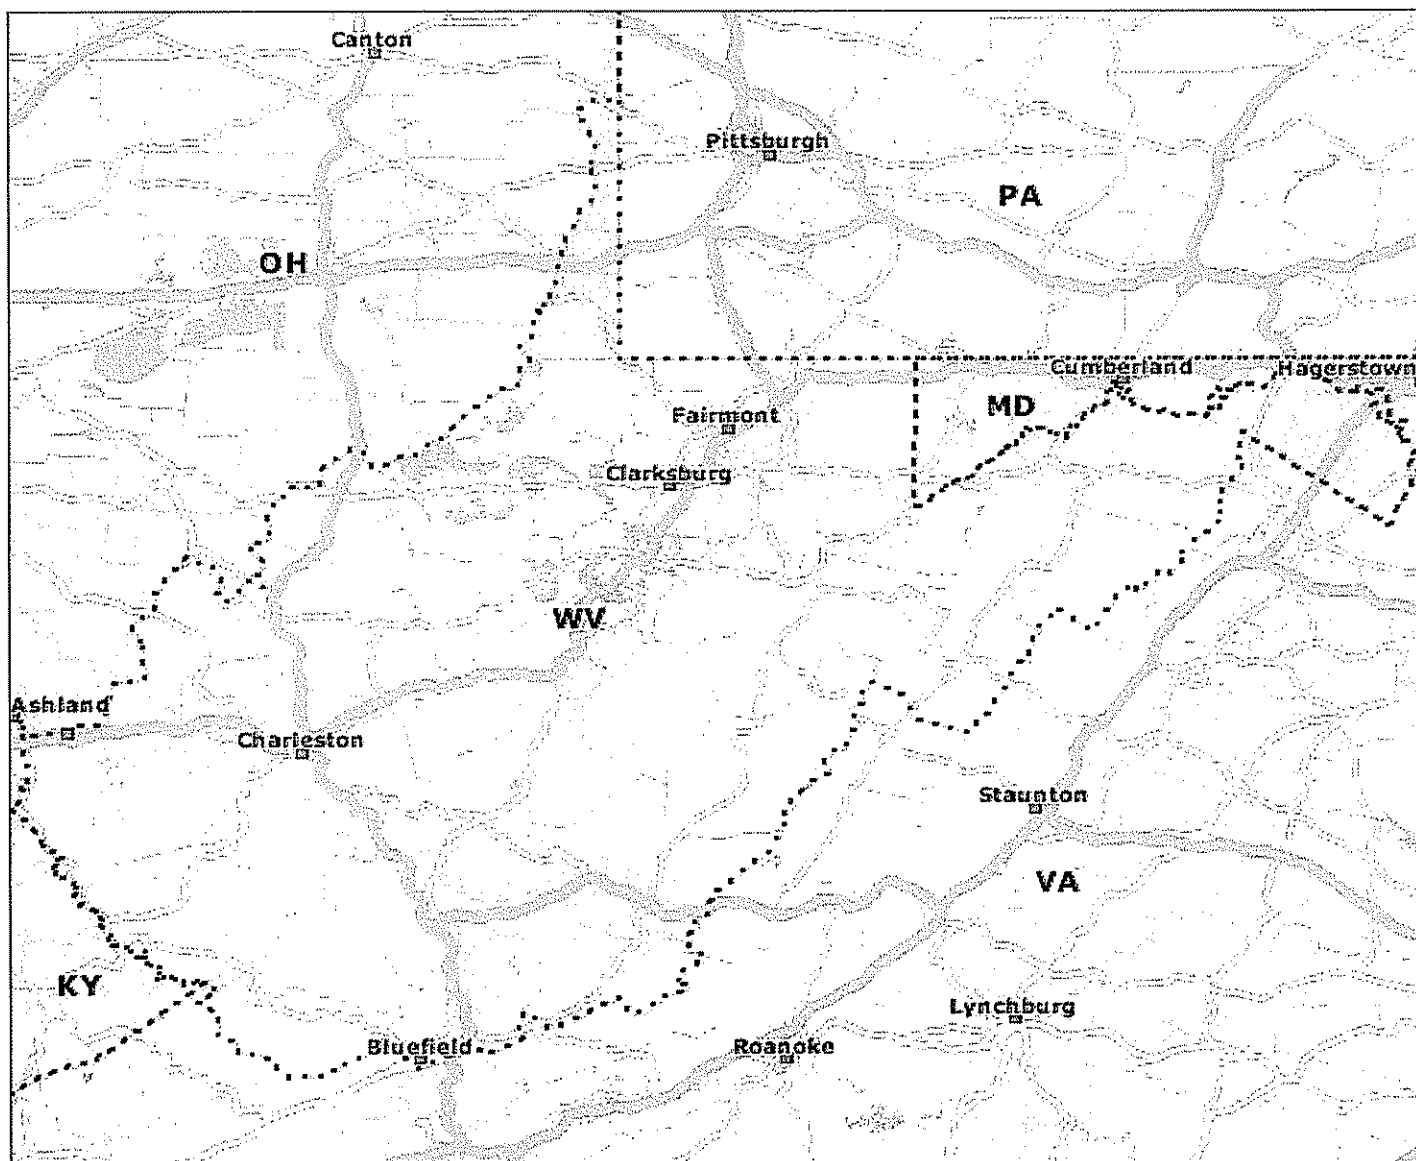 Canton
Pittsburgh
PA
OH
Cumberland
Hagerstown
MD
Fairmont
Clarksburg
WV
Ashland
Charleston
Staunton
VA
KY
Lynchburg
Bluefield
Roanoke